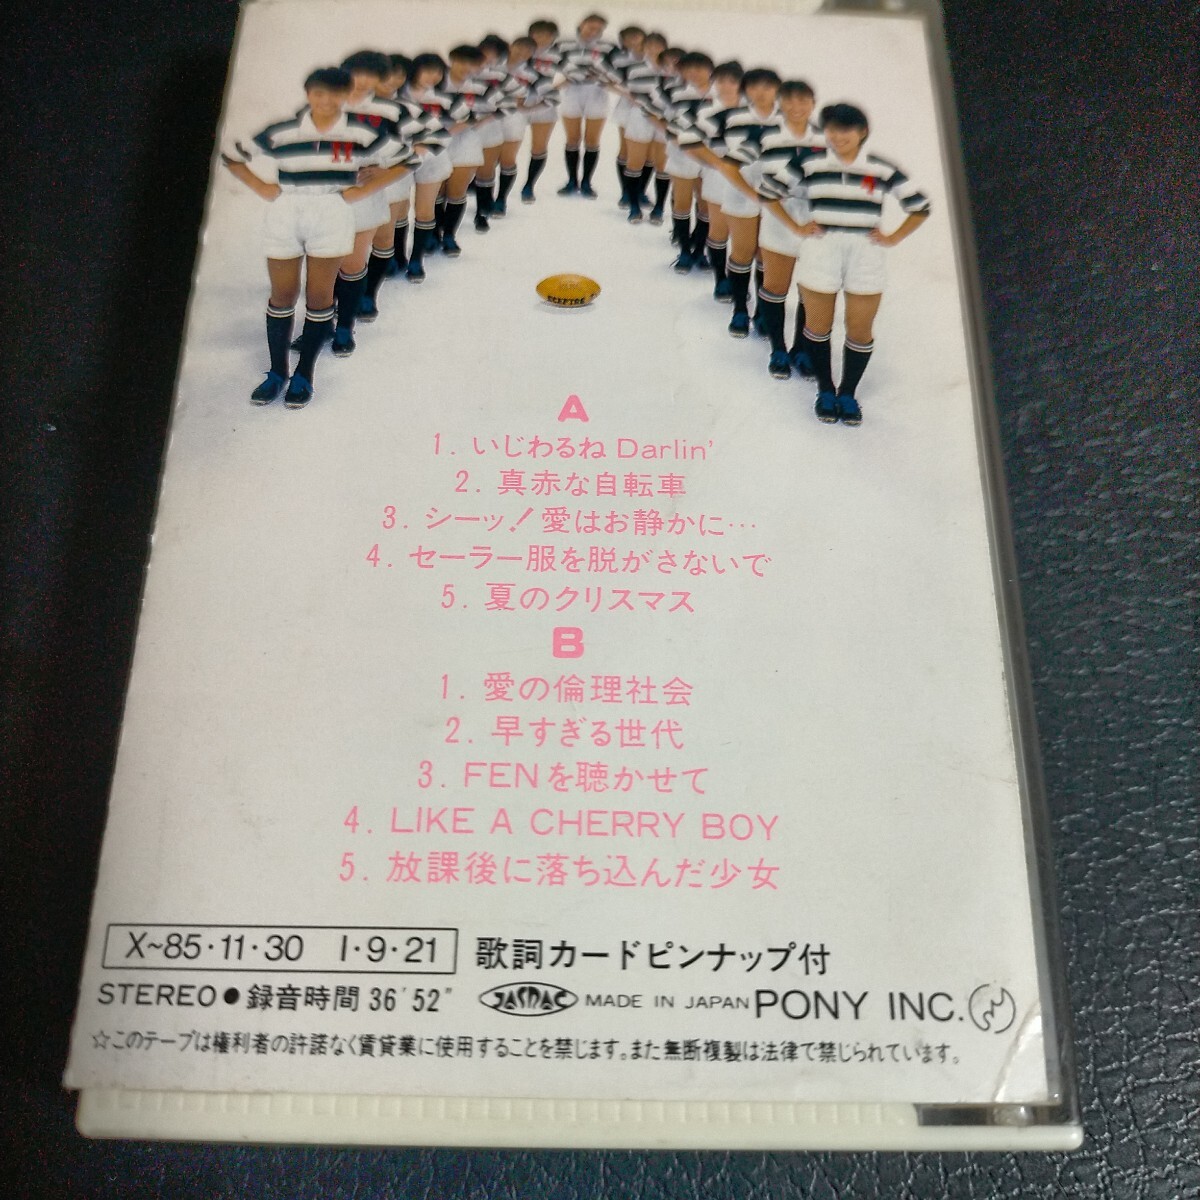 11
SCEPTRE
A
1. いじわるね Darlin'
2. 真赤な自転車
3. シーッ! 愛はお静かに…
4. セーラー服を脱がさないで
5. 夏のクリスマス
B
1. 愛の倫理社会
2. 早すぎる世代
3. FENを聴かせて
4. LIKE A CHERRY BOY
5. 放課後に落ち込んだ少女
X~85・11・30 I・9・21 歌詞カードピンナップ付
STEREO●録音時間 36'52" JASRAC MADE IN JAPAN PONY INC.
☆このテープは権利者の許諾なく賃貸業に使用することを禁じます。また無断複製は法律で禁じられています。